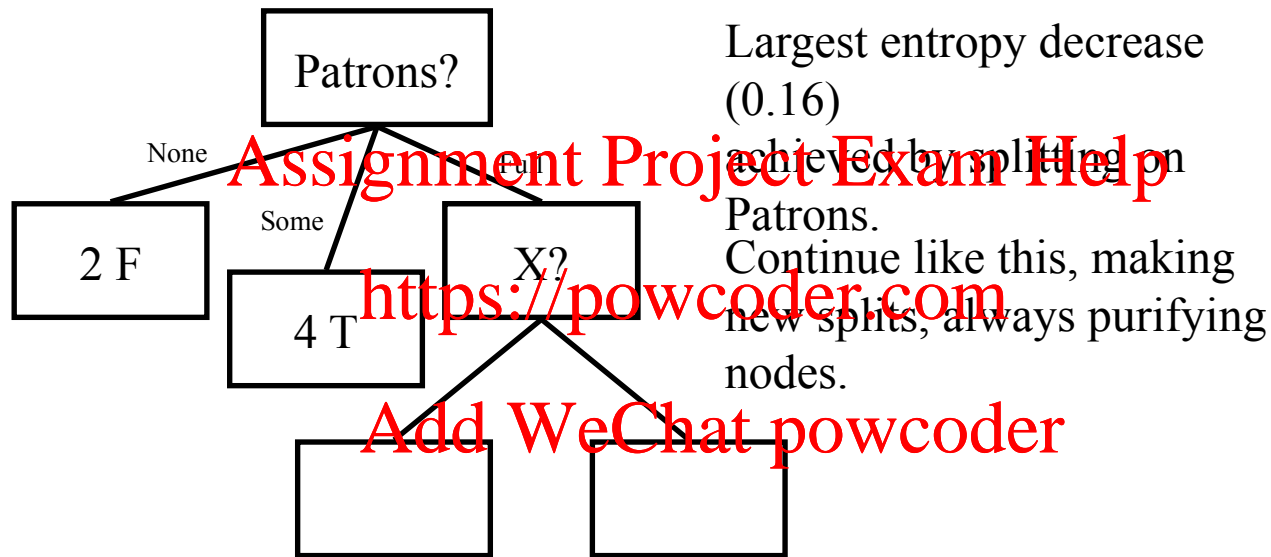 Patrons?
None
Some
Full
2 F
4 T
X?
Largest entropy decrease
(0.16)
achieved by splitting on
Patrons.
Continue like this, making
new splits, always purifying
nodes.
Assignment Project Exam Help
https://powcoder.com
Add WeChat powcoder